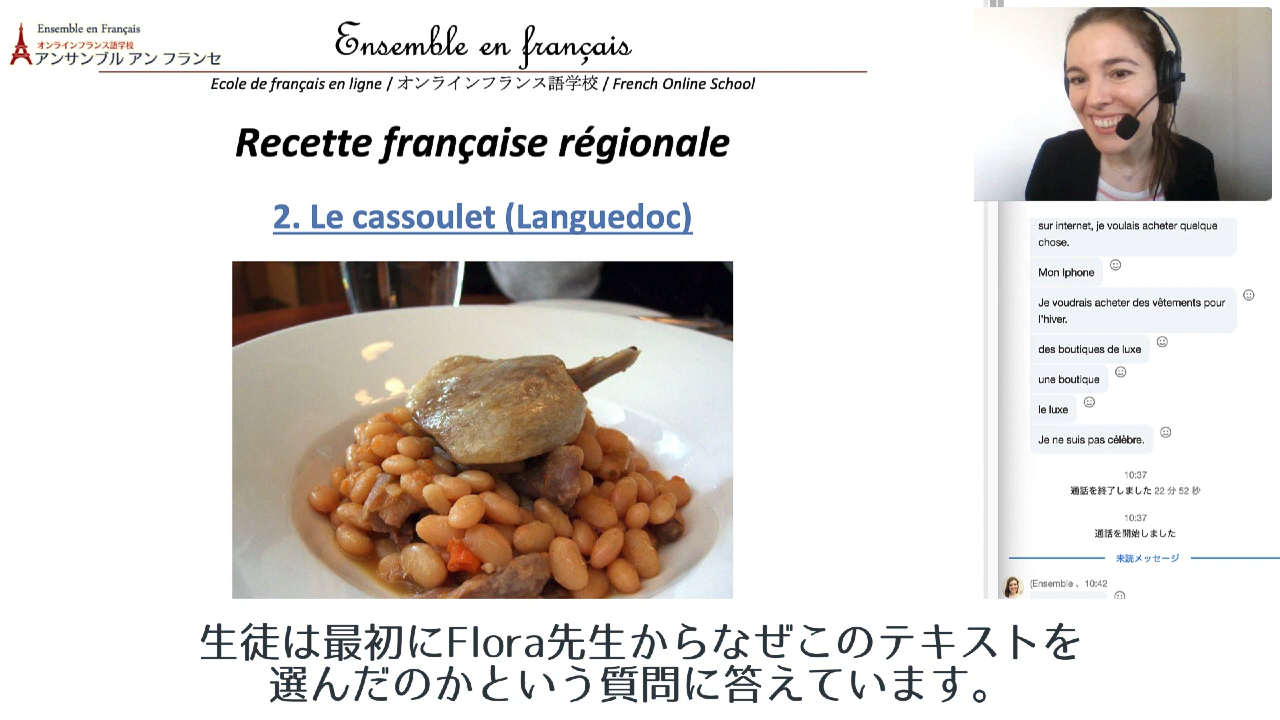 Ensemble en Français
オンラインフランス語学校
アンサンブル アン フランセ
Ensemble en français
Ecole de français en ligne / オンラインフランス語学校 / French Online School
Recette française régionale
2. Le cassoulet (Languedoc)
sur internet, je voulais acheter quelque
chose.
Mon Iphone
Je voudrais acheter des vêtements pour
l'hiver.
des boutiques de luxe
une boutique
le luxe
Je ne suis pas célèbre.
10:37
通話を終了しました 22 分 52 秒
10:37
通話を開始しました
未読メッセージ
(Ensemble 、10:42
生徒は最初にFlora先生からなぜこのテキストを
選んだのかという質問に答えています。